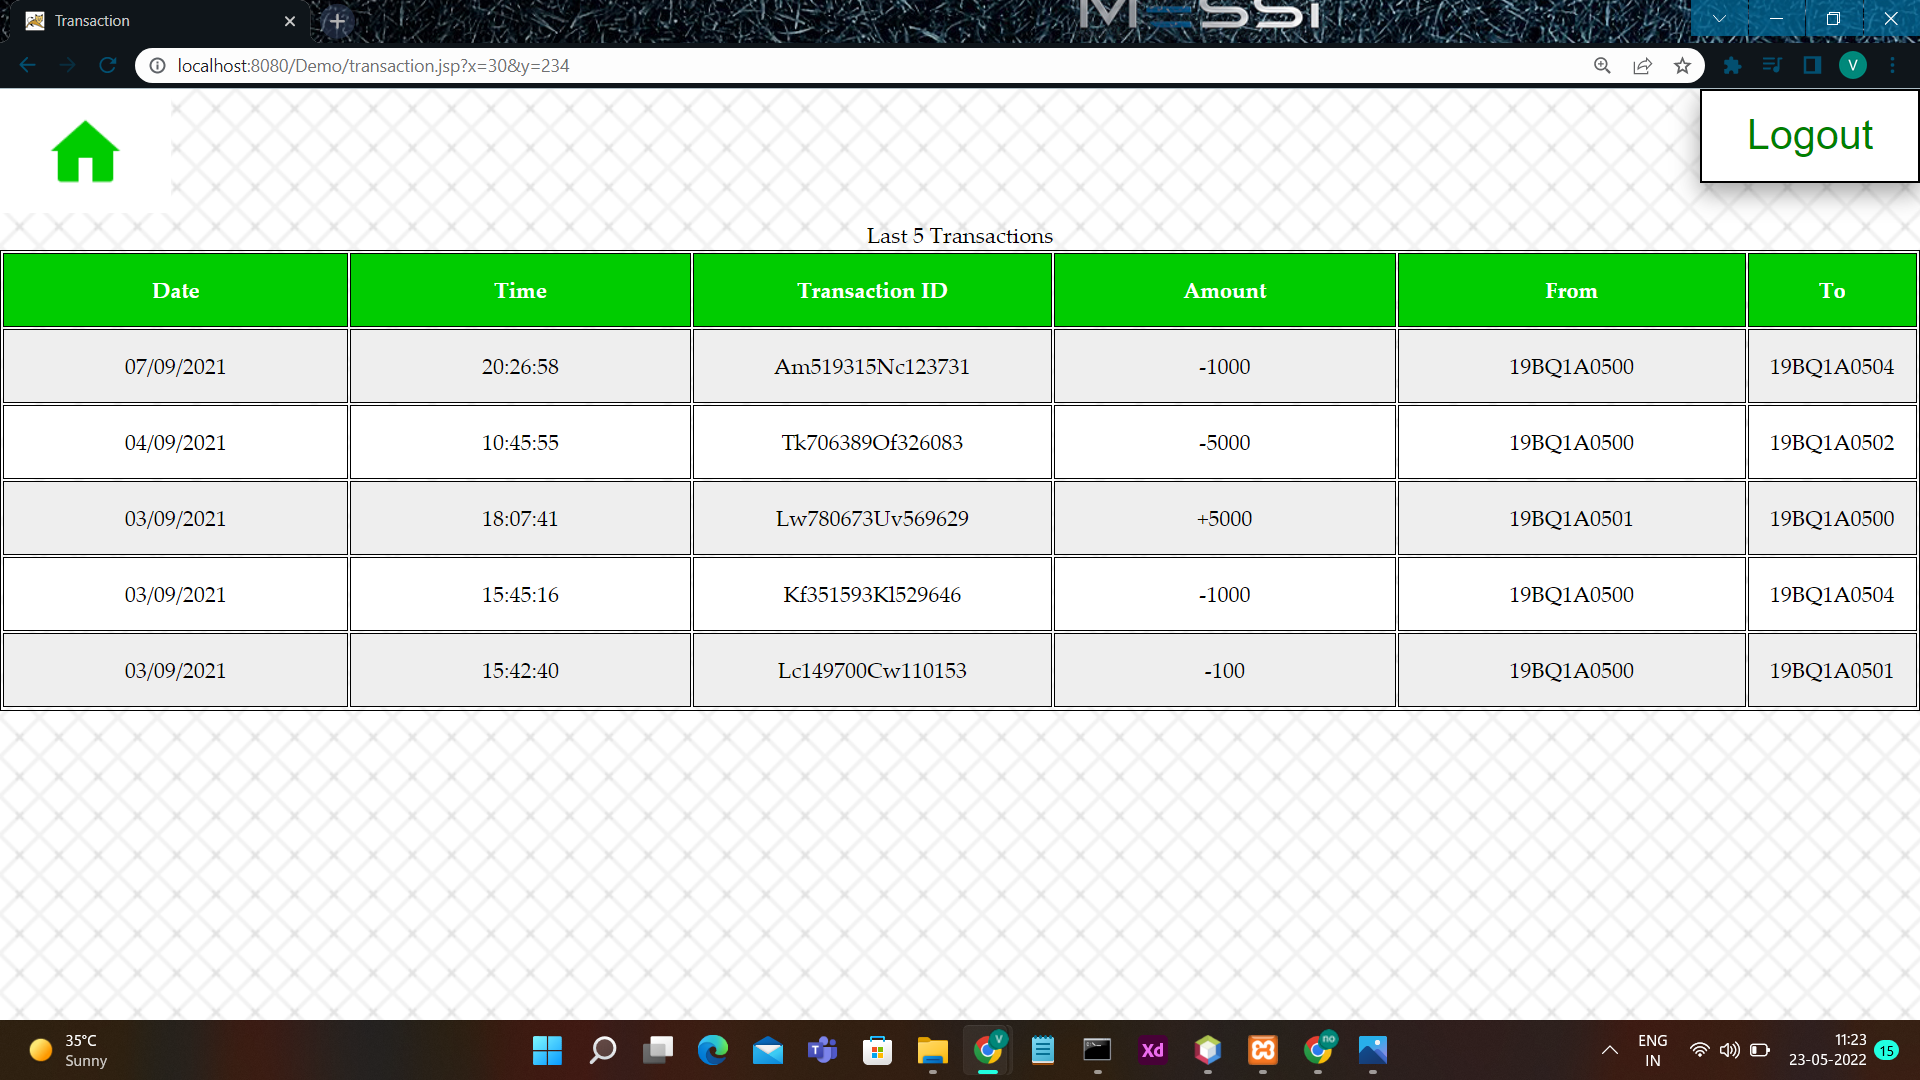 MESSi
Transaction
localhost:8080/Demo/transaction.jsp?x=30&y=234
V
Logout
Last 5 Transactions
Date Time Transaction ID Amount From To
07/09/2021 20:26:58 Am519315Nc123731 -1000 19BQ1A0500 19BQ1A0504
04/09/2021 10:45:55 Tk706389Of326083 -5000 19BQ1A0500 19BQ1A0502
03/09/2021 18:07:41 Lw780673Uv569629 +5000 19BQ1A0501 19BQ1A0500
03/09/2021 15:45:16 Kf351593Kl529646 -1000 19BQ1A0500 19BQ1A0504
03/09/2021 15:42:40 Lc149700Cw110153 -100 19BQ1A0500 19BQ1A0501
35°C
Sunny
V
Xd
no
ENG
IN
11:23
23-05-2022
15